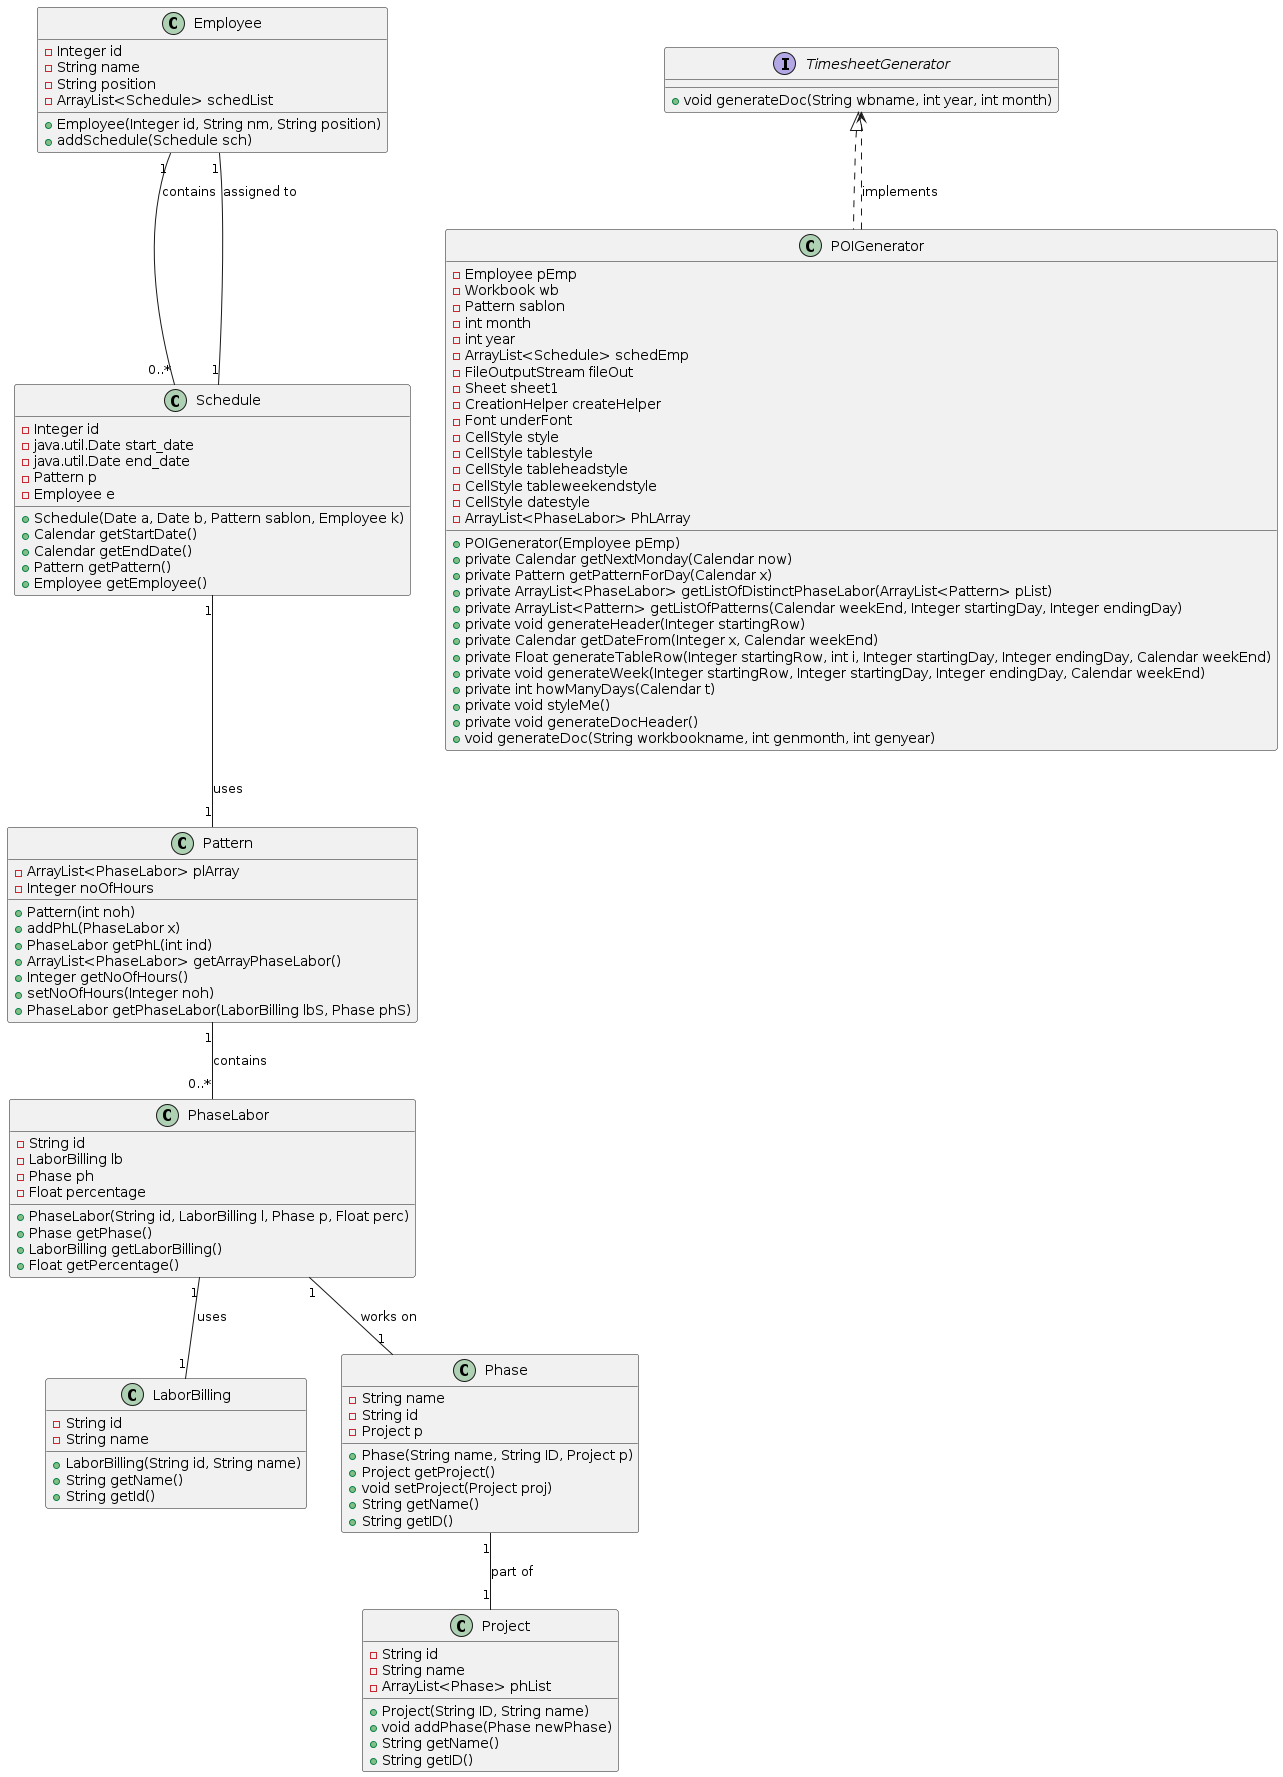 C Employee
Integer id
String name
String position
ArrayList<Schedule> schedList
Employee(Integer id, String nm, String position)
addSchedule(Schedule sch)
I TimesheetGenerator
void generateDoc(String wbname, int year, int month)
1
contains
0..*
1
assigned to
1
implements
C POIGenerator
Employee pEmp
Workbook wb
Pattern sablon
int month
int year
ArrayList<Schedule> schedEmp
FileOutputStream fileOut
Sheet sheet1
CreationHelper createHelper
Font underFont
CellStyle style
CellStyle tablestyle
CellStyle tableheadstyle
CellStyle tableweekendstyle
CellStyle datestyle
ArrayList<PhaseLabor> PhLArray
POIGenerator(Employee pEmp)
private Calendar getNextMonday(Calendar now)
private Pattern getPatternForDay(Calendar x)
private ArrayList<PhaseLabor> getListOfDistinctPhaseLabor(ArrayList<Pattern> pList)
private ArrayList<Pattern> getListOfPatterns(Calendar weekEnd, Integer startingDay, Integer endingDay)
private void generateHeader(Integer startingRow)
private Calendar getDateFrom(Integer x, Calendar weekEnd)
private Float generateTableRow(Integer startingRow, int i, Integer startingDay, Integer endingDay, Calendar weekEnd)
private void generateWeek(Integer startingRow, Integer startingDay, Integer endingDay, Calendar weekEnd)
private int howManyDays(Calendar t)
private void styleMe()
private void generateDocHeader()
void generateDoc(String workbookname, int genmonth, int genyear)
C Schedule
Integer id
java.util.Date start_date
java.util.Date end_date
Pattern p
Employee e
Schedule(Date a, Date b, Pattern sablon, Employee k)
Calendar getStartDate()
Calendar getEndDate()
Pattern getPattern()
Employee getEmployee()
1
uses
1
C Pattern
ArrayList<PhaseLabor> plArray
Integer noOfHours
Pattern(int noh)
addPhL(PhaseLabor x)
PhaseLabor getPhL(int ind)
ArrayList<PhaseLabor> getArrayPhaseLabor()
Integer getNoOfHours()
setNoOfHours(Integer noh)
PhaseLabor getPhaseLabor(LaborBilling lbS, Phase phS)
1
contains
0..*
C PhaseLabor
String id
LaborBilling lb
Phase ph
Float percentage
PhaseLabor(String id, LaborBilling l, Phase p, Float perc)
Phase getPhase()
LaborBilling getLaborBilling()
Float getPercentage()
1
uses
1
1
works on
1
C LaborBilling
String id
String name
LaborBilling(String id, String name)
String getName()
String getId()
C Phase
String name
String id
Project p
Phase(String name, String ID, Project p)
Project getProject()
void setProject(Project proj)
String getName()
String getID()
1
part of
1
C Project
String id
String name
ArrayList<Phase> phList
Project(String ID, String name)
void addPhase(Phase newPhase)
String getName()
String getID()